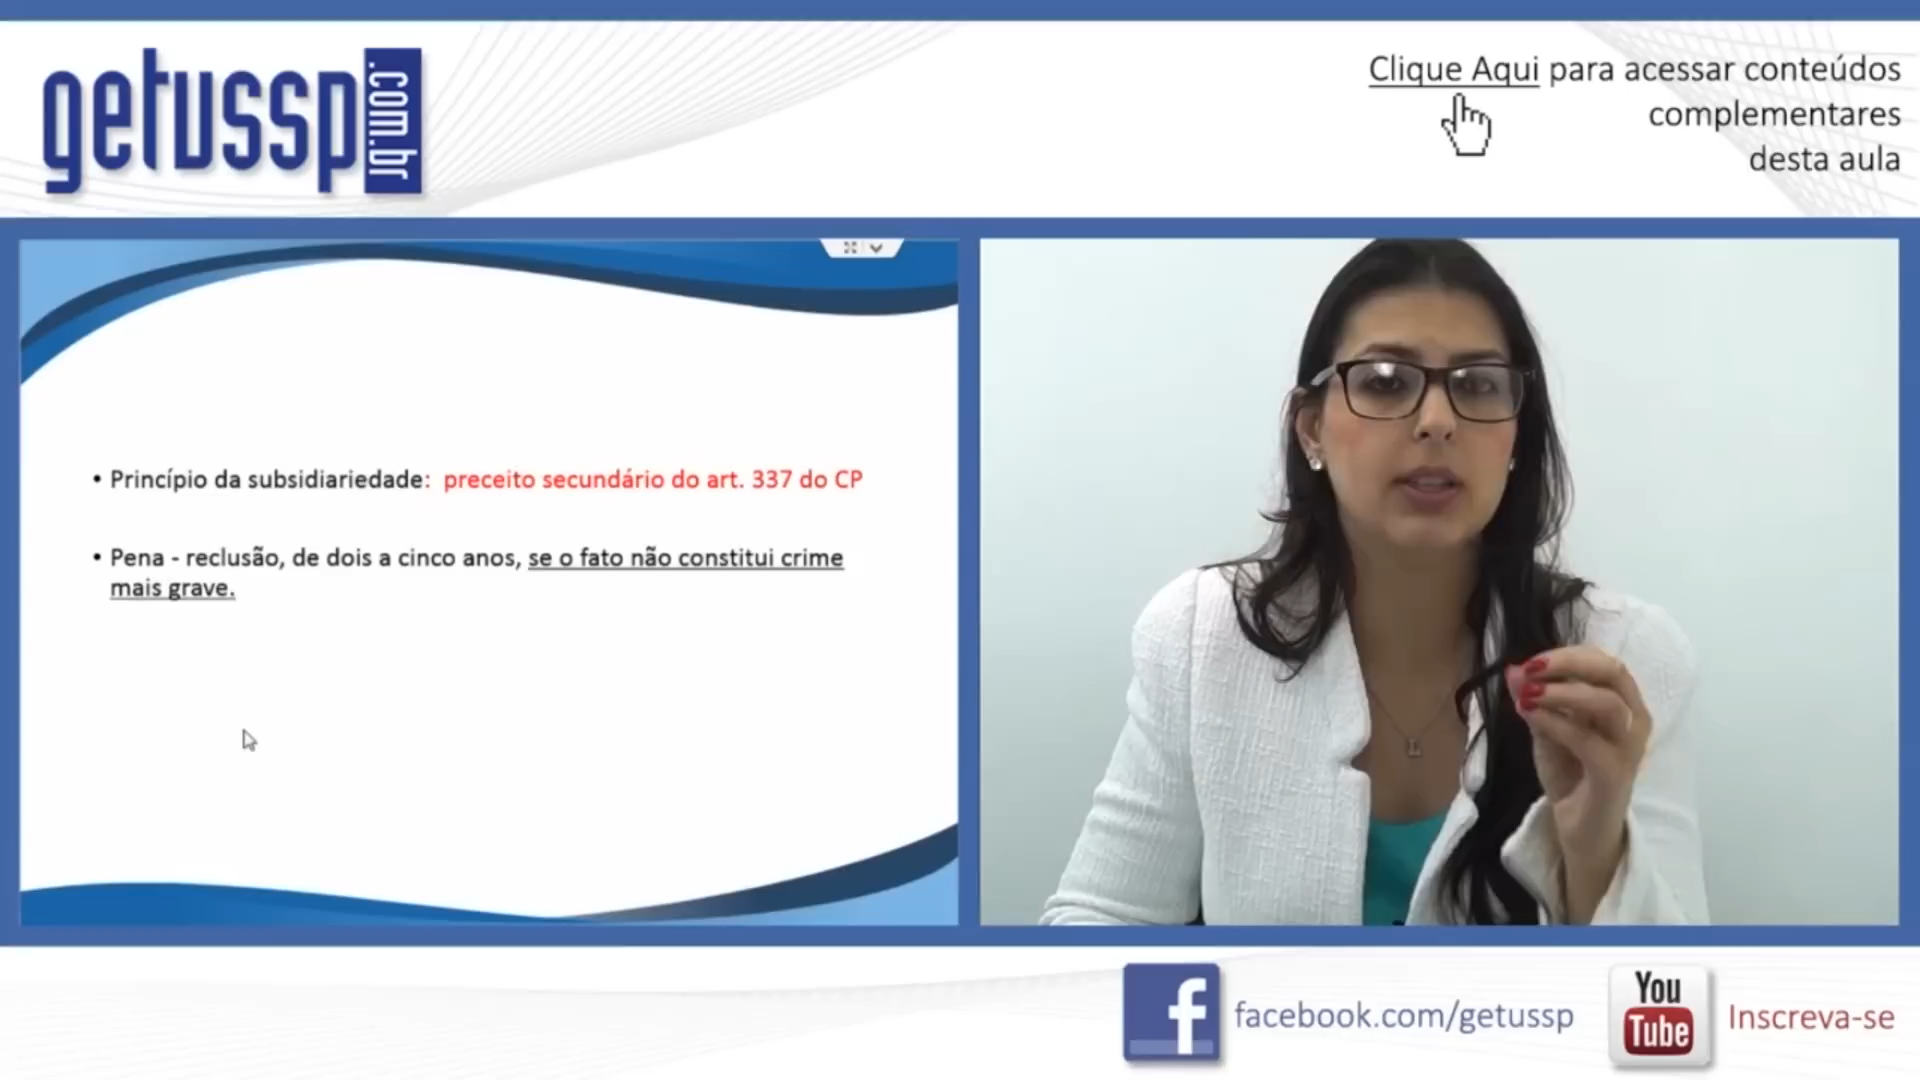 getussp.com.br
Clique Aqui para acessar conteúdos
complementares
desta aula
• Princípio da subsidiariedade: preceito secundário do art. 337 do CP
• Pena - reclusão, de dois a cinco anos, se o fato não constitui crime
mais grave.
L
f facebook.com/getussp
You
Tube
Inscreva-se